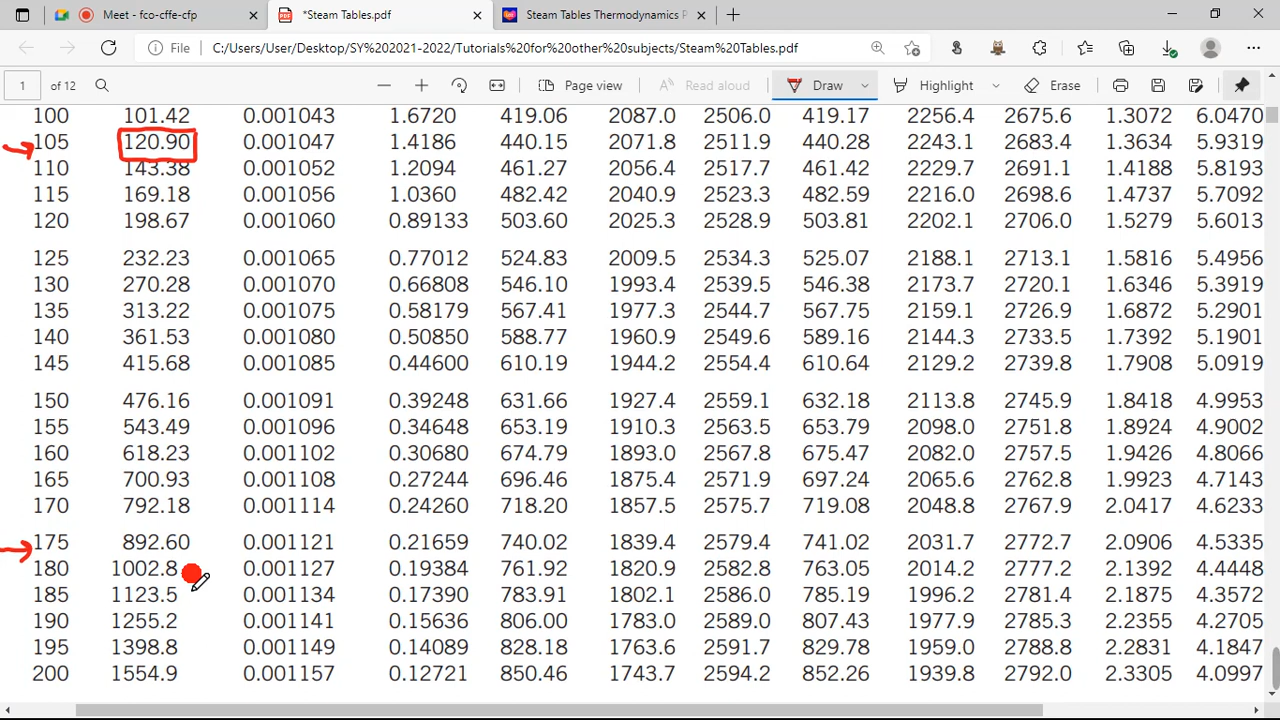 Meet - fco-cffe-cfp
*Steam Tables.pdf
Steam Tables Thermodynamics P
File
C:/Users/User/Desktop/SY%202021-2022/Tutorials%20for%20other%20subjects/Steam%20Tables.pdf
1 of 12
Page view
Read aloud
Draw
Highlight
Erase
100 101.42 0.001043 1.6720 419.06 2087.0 2506.0 419.17 2256.4 2675.6 1.3072 6.0470
105 120.90 0.001047 1.4186 440.15 2071.8 2511.9 440.28 2243.1 2683.4 1.3634 5.9319
110 143.38 0.001052 1.2094 461.27 2056.4 2517.7 461.42 2229.7 2691.1 1.4188 5.8193
115 169.18 0.001056 1.0360 482.42 2040.9 2523.3 482.59 2216.0 2698.6 1.4737 5.7092
120 198.67 0.001060 0.89133 503.60 2025.3 2528.9 503.81 2202.1 2706.0 1.5279 5.6013
125 232.23 0.001065 0.77012 524.83 2009.5 2534.3 525.07 2188.1 2713.1 1.5816 5.4956
130 270.28 0.001070 0.66808 546.10 1993.4 2539.5 546.38 2173.7 2720.1 1.6346 5.3919
135 313.22 0.001075 0.58179 567.41 1977.3 2544.7 567.75 2159.1 2726.9 1.6872 5.2901
140 361.53 0.001080 0.50850 588.77 1960.9 2549.6 589.16 2144.3 2733.5 1.7392 5.1901
145 415.68 0.001085 0.44600 610.19 1944.2 2554.4 610.64 2129.2 2739.8 1.7908 5.0919
150 476.16 0.001091 0.39248 631.66 1927.4 2559.1 632.18 2113.8 2745.9 1.8418 4.9953
155 543.49 0.001096 0.34648 653.19 1910.3 2563.5 653.79 2098.0 2751.8 1.8924 4.9002
160 618.23 0.001102 0.30680 674.79 1893.0 2567.8 675.47 2082.0 2757.5 1.9426 4.8066
165 700.93 0.001108 0.27244 696.46 1875.4 2571.9 697.24 2065.6 2762.8 1.9923 4.7143
170 792.18 0.001114 0.24260 718.20 1857.5 2575.7 719.08 2048.8 2767.9 2.0417 4.6233
175 892.60 0.001121 0.21659 740.02 1839.4 2579.4 741.02 2031.7 2772.7 2.0906 4.5335
180 1002.8 0.001127 0.19384 761.92 1820.9 2582.8 763.05 2014.2 2777.2 2.1392 4.4448
185 1123.5 0.001134 0.17390 783.91 1802.1 2586.0 785.19 1996.2 2781.4 2.1875 4.3572
190 1255.2 0.001141 0.15636 806.00 1783.0 2589.0 807.43 1977.9 2785.3 2.2355 4.2705
195 1398.8 0.001149 0.14089 828.18 1763.6 2591.7 829.78 1959.0 2788.8 2.2831 4.1847
200 1554.9 0.001157 0.12721 850.46 1743.7 2594.2 852.26 1939.8 2792.0 2.3305 4.0997